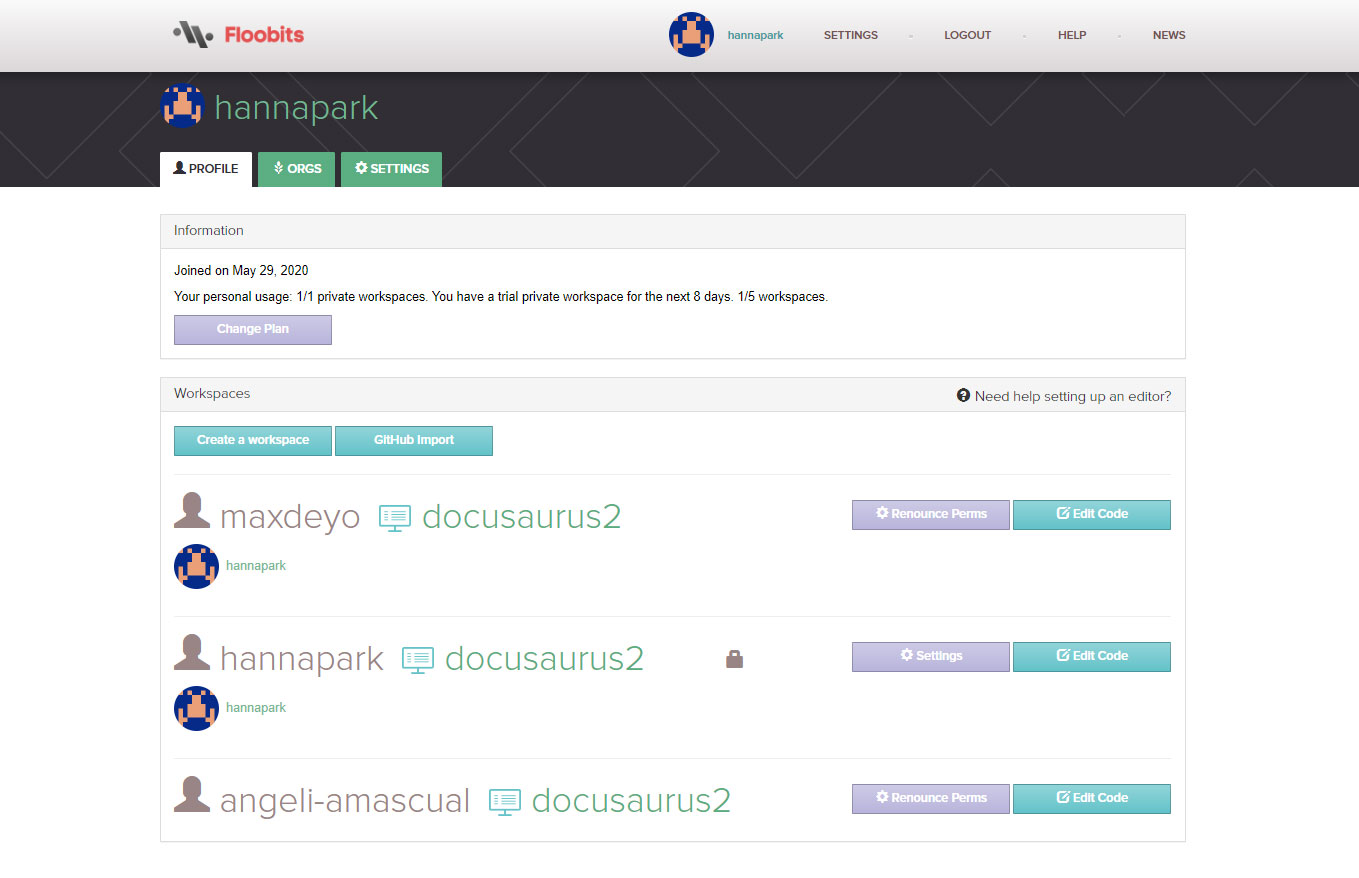 Floobits
hannapark SETTINGS - LOGOUT - HELP - NEWS
hannapark
PROFILE ORGS SETTINGS
Information
Joined on May 29, 2020
Your personal usage: 1/1 private workspaces. You have a trial private workspace for the next 8 days. 1/5 workspaces.
Change Plan
Workspaces Need help setting up an editor?
Create a workspace GitHub Import
maxdeyo docusaurus2 Renounce Perms Edit Code
hannapark
hannapark docusaurus2 Settings Edit Code
hannapark
angeli-amascual docusaurus2 Renounce Perms Edit Code